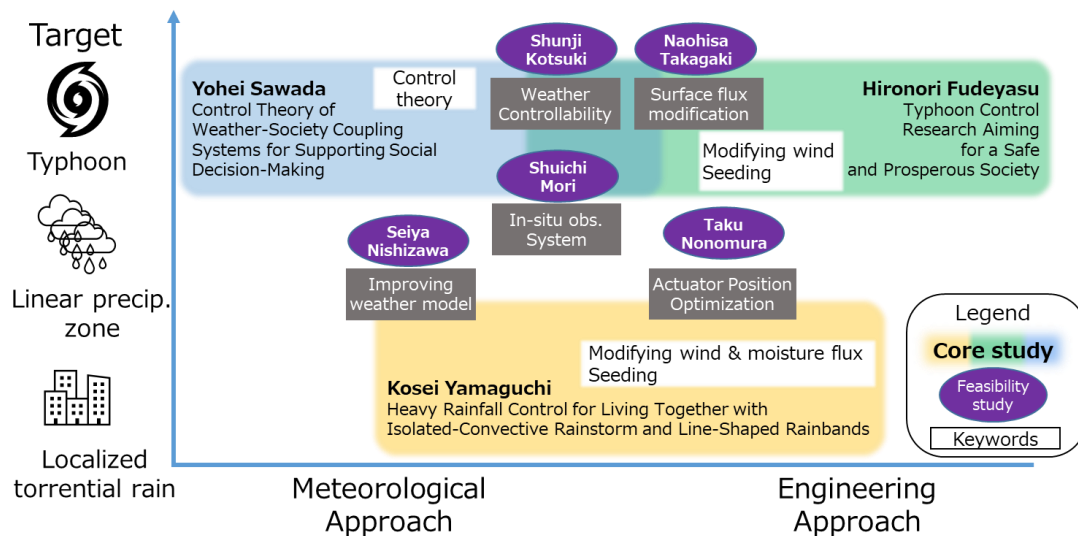 Target
Typhoon
Linear precip.
zone
Localized
torrential rain
Yohei Sawada
Control Theory of
Weather-Society Coupling
Systems for Supporting Social
Decision-Making
Control
theory
Shunji
Kotsuki
Weather
Controllability
Naohisa
Takagaki
Surface flux
modification
Hironori Fudeyasu
Typhoon Control
Research Aiming
for a Safe
and Prosperous Society
Modifying wind
Seeding
Shuichi
Mori
In-situ obs.
System
Seiya
Nishizawa
Improving
weather model
Taku
Nonomura
Actuator Position
Optimization
Modifying wind & moisture flux
Seeding
Kosei Yamaguchi
Heavy Rainfall Control for Living Together with
Isolated-Convective Rainstorm and Line-Shaped Rainbands
Legend
Core study
Feasibility
study
Keywords
Meteorological
Approach
Engineering
Approach